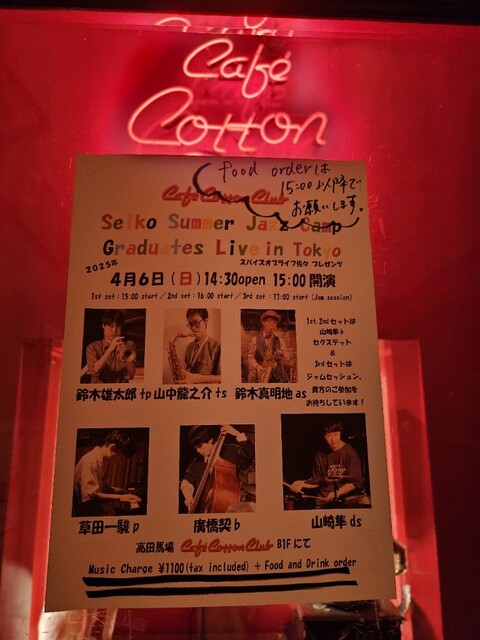 Café
Cotton
food orderは
15:00以降で
お願いします。
Café Cotton Club
Seiko Summer Jazz Camp
Graduates Live in Tokyo
2025年
スパイスオブライフ佐々 プレゼンツ
4月6日(日)14:30open 15:00開演
1st set:15:00 start/2nd set:16:00 start/3rd set:17:00 start(Jam session)
1st, 2ndセットは
山崎隼ds
セクステット
&
3rdセットは
ジャムセッション、
貴方のご参加を
お待ちしています!
鈴木雄太郎 tp 山中龍之介 ts 鈴木真明地 as
草田一駿 p 廣橋契 b 山崎隼 ds
高田馬場 Café Cotton Club B1Fにて
Music Charge ¥1100(tax included) + Food and Drink order